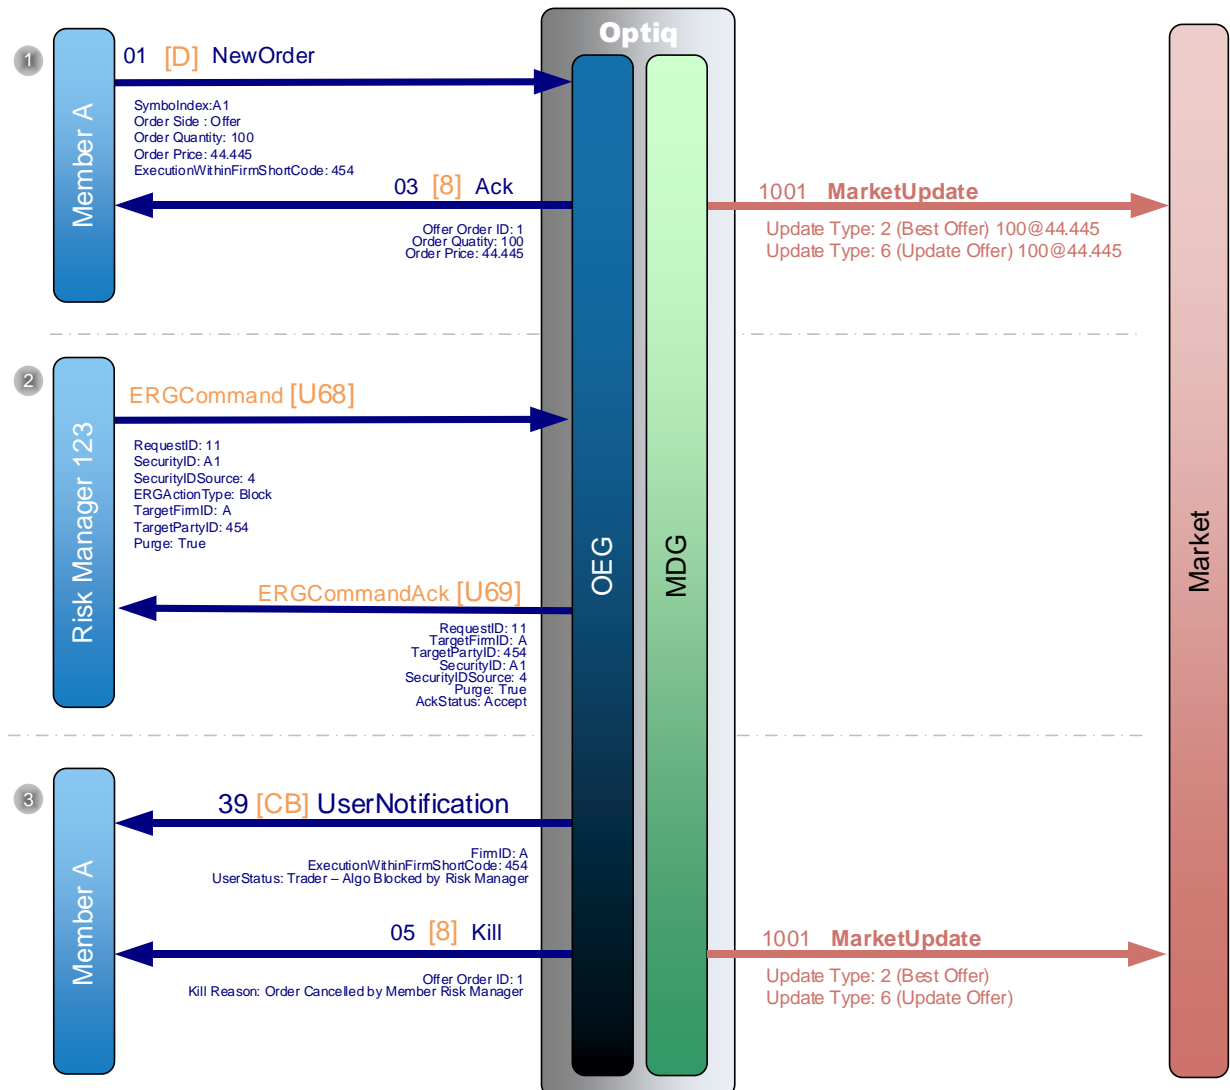 Optiq
1
Member A
01 [D] NewOrder
SymbolIndex:A1
Order Side : Offer
Order Quantity: 100
Order Price: 44.445
ExecutionWithinFirmShortCode: 454
03 [8] Ack
Offer Order ID: 1
Order Quatity: 100
Order Price: 44.445
1001 MarketUpdate
Update Type: 2 (Best Offer) 100@44.445
Update Type: 6 (Update Offer) 100@44.445
2
Risk Manager 123
ERGCommand [U68]
RequestID: 11
SecurityID: A1
SecurityIDSource: 4
ERGActionType: Block
TargetFirmID: A
TargetPartyID: 454
Purge: True
OEG
MDG
Market
ERGCommandAck [U69]
RequestID: 11
TargetFirmID: A
TargetPartyID: 454
SecurityID: A1
SecurityIDSource: 4
Purge: True
AckStatus: Accept
3
Member A
39 [CB] UserNotification
FirmID: A
ExecutionWithinFirmShortCode: 454
UserStatus: Trader – Algo Blocked by Risk Manager
05 [8] Kill
Offer Order ID: 1
Kill Reason: Order Cancelled by Member Risk Manager
1001 MarketUpdate
Update Type: 2 (Best Offer)
Update Type: 6 (Update Offer)